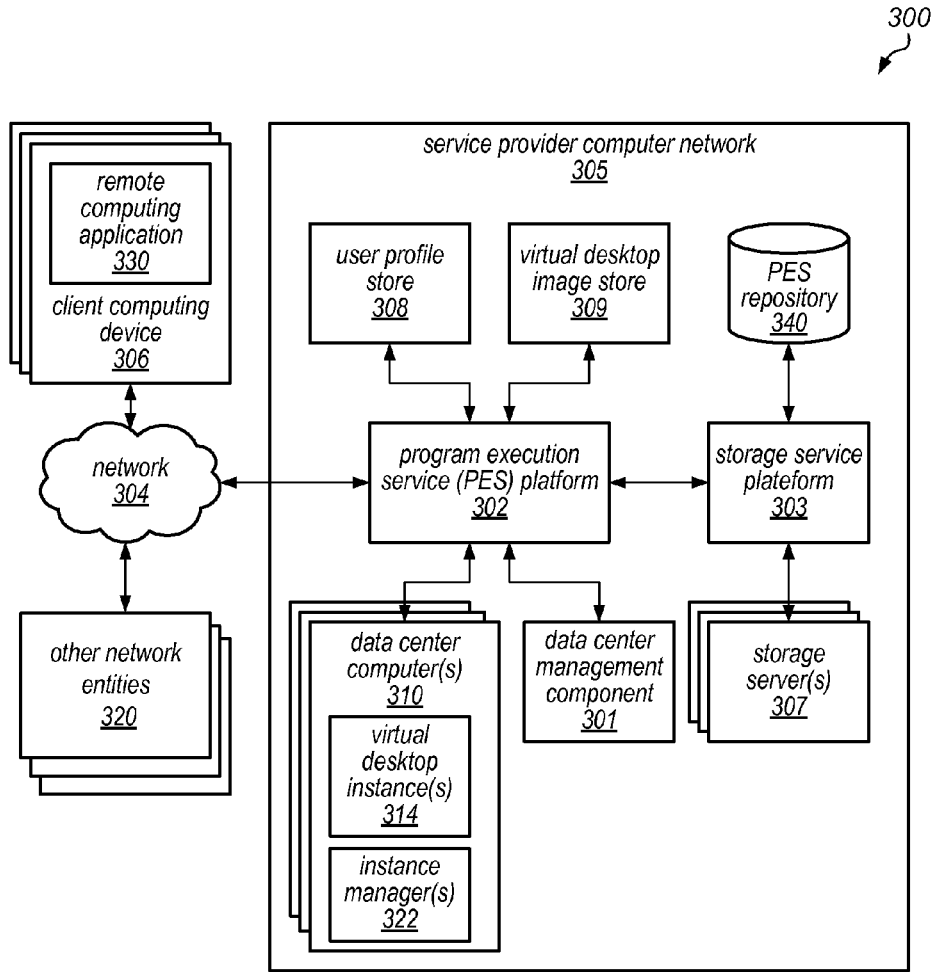 300
service provider computer network
305
remote
computing
application
330
client computing
device
306
user profile
store
308
virtual desktop
image store
309
PES
repository
340
network
304
program execution
service (PES) platform
302
storage service
plateform
303
other network
entities
320
data center
computer(s)
310
virtual
desktop
instance(s)
314
instance
manager(s)
322
data center
management
component
301
storage
server(s)
307